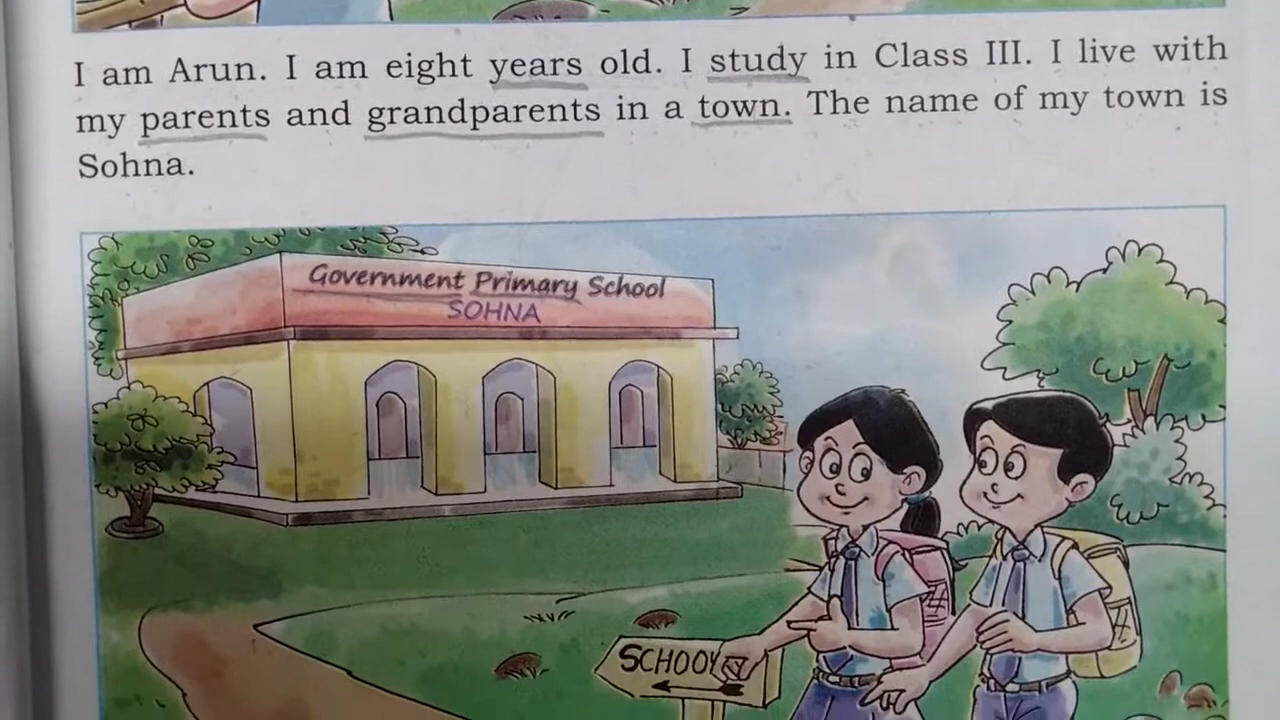 I am Arun. I am eight years old. I study in Class III. I live with
my parents and grandparents in a town. The name of my town is
Sohna.
Government Primary School
SOHNA
SCHOOL